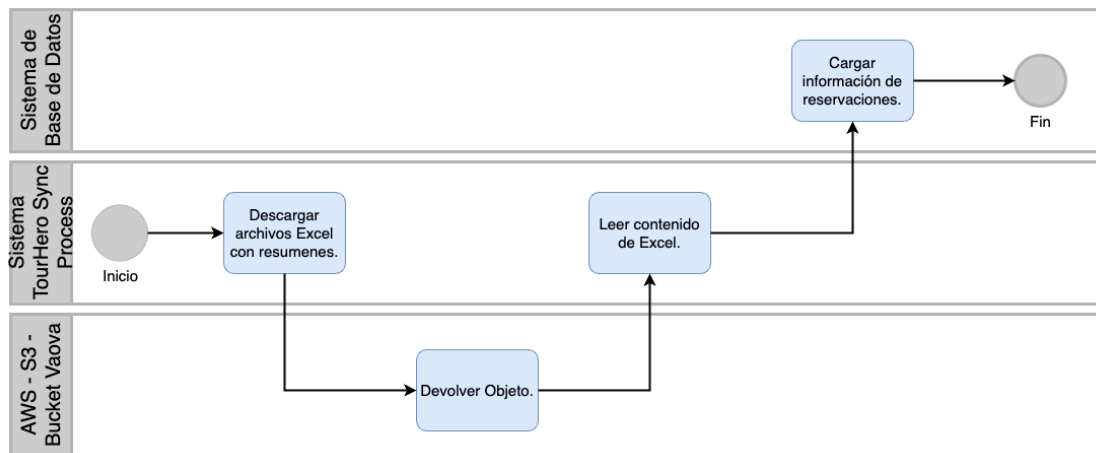 Sistema de
Base de Datos
Cargar
información de
reservaciones.
Fin
Sistema
TourHero Sync
Process
Inicio
Descargar
archivos Excel
con resumenes.
Leer contenido
de Excel.
AWS - S3 -
Bucket Vaova
Devolver Objeto.